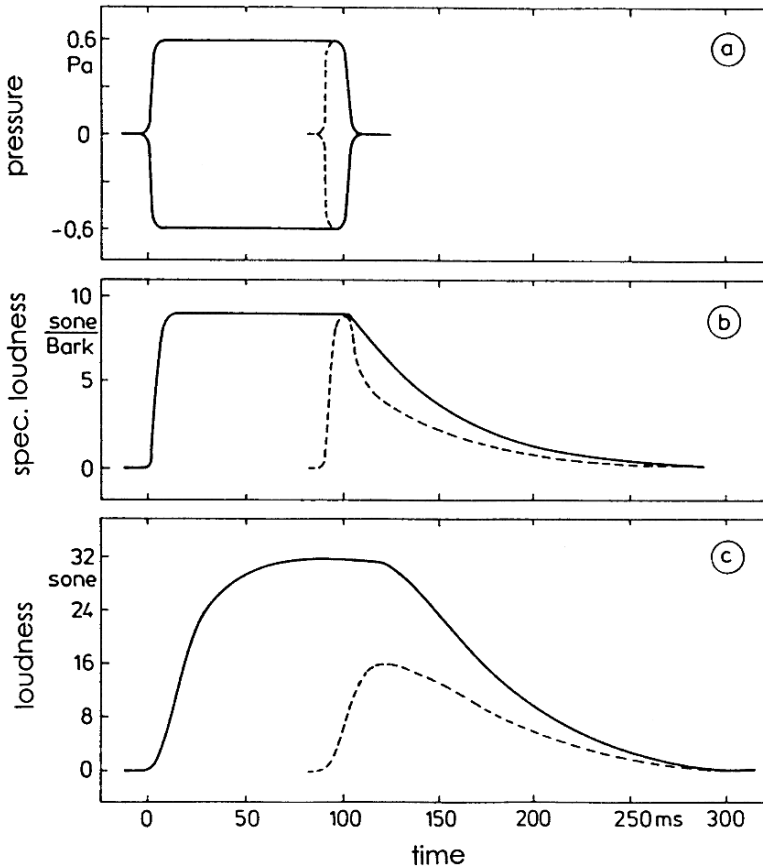 0.6
Pa
0
-0.6
pressure
a
10
sone
Bark
5
0
spec. loudness
b
32
sone
24
16
8
0
loudness
c
0 50 100 150 200 250 ms 300
time